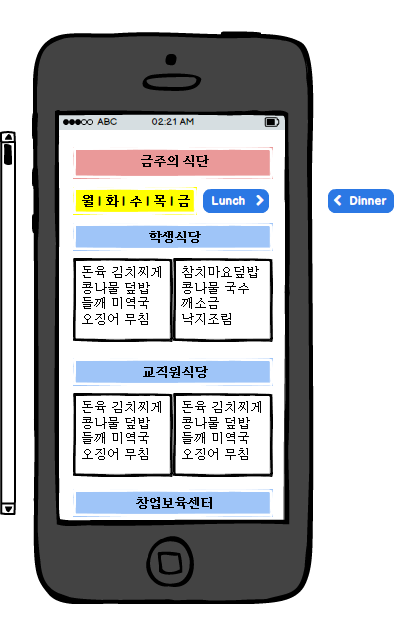 ABC 02:21 AM
금주의 식단
월 | 화 | 수 | 목 | 금 Lunch Dinner
학생식당
돈육 김치찌게
콩나물 덮밥
들깨 미역국
오징어 무침
참치마요덮밥
콩나물 국수
깨소금
낙지조림
교직원식당
돈육 김치찌게
콩나물 덮밥
들깨 미역국
오징어 무침
돈육 김치찌게
콩나물 덮밥
들깨 미역국
오징어 무침
창업보육센터